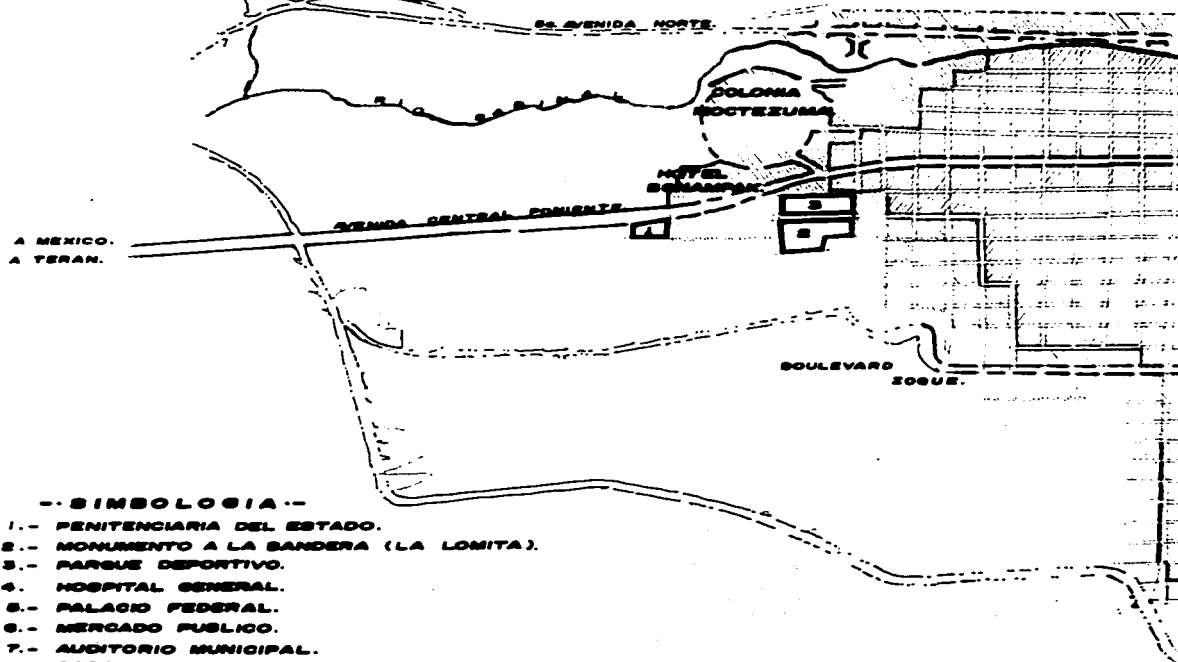 5a. AVENIDA NORTE.
COLONIA
MOCTEZUMA
RIO SABINAL
HOTEL
BONAMPAK
AVENIDA CENTRAL PONIENTE
3
2
A MEXICO.
A TERAN.
BOULEVARD
ZOQUE.
-·SIMBOLOGIA·-
1.- PENITENCIARIA DEL ESTADO.
2.- MONUMENTO A LA BANDERA (LA LOMITA).
3.- PARQUE DEPORTIVO.
4. HOSPITAL GENERAL.
5.- PALACIO FEDERAL.
6.- MERCADO PUBLICO.
7.- AUDITORIO MUNICIPAL.